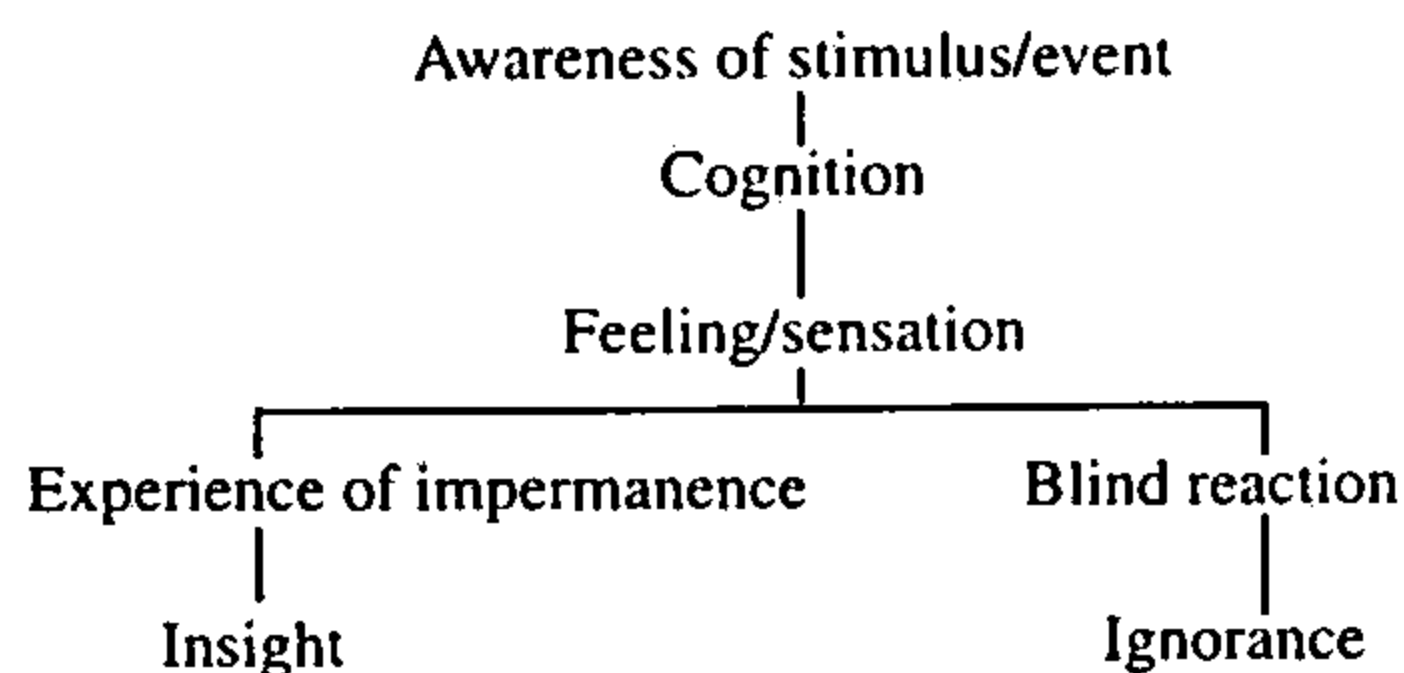 Awareness of stimulus/event
Cognition
Feeling/sensation
Experience of impermanence
Blind reaction
Insight
Ignorance